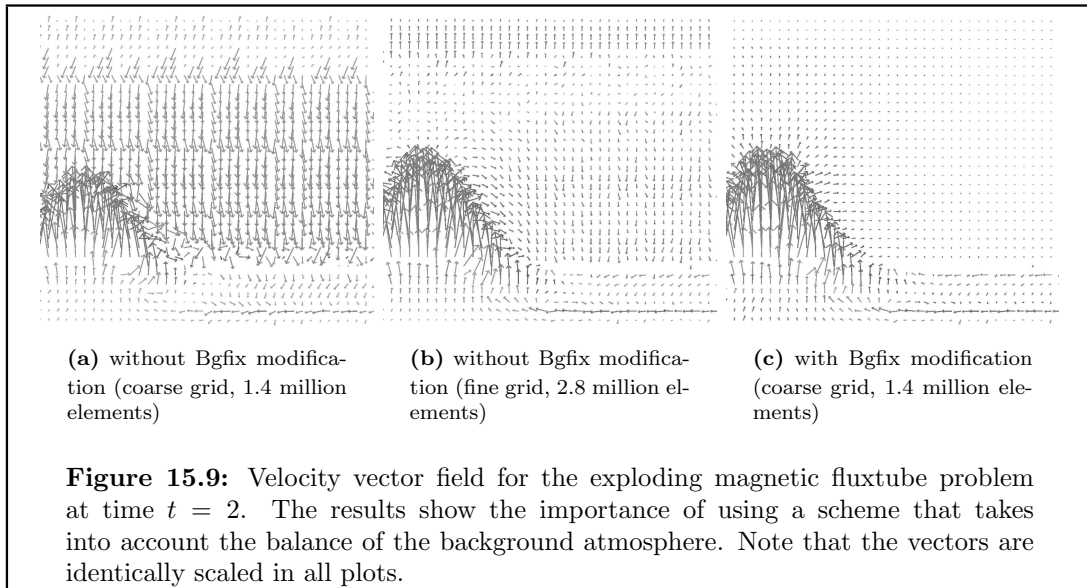 (a) without Bgfix modifica-
tion (coarse grid, 1.4 million
elements)
(b) without Bgfix modifica-
tion (fine grid, 2.8 million el-
ements)
(c) with Bgfix modification
(coarse grid, 1.4 million ele-
ments)
Figure 15.9: Velocity vector field for the exploding magnetic fluxtube problem
at time t = 2. The results show the importance of using a scheme that takes
into account the balance of the background atmosphere. Note that the vectors are
identically scaled in all plots.